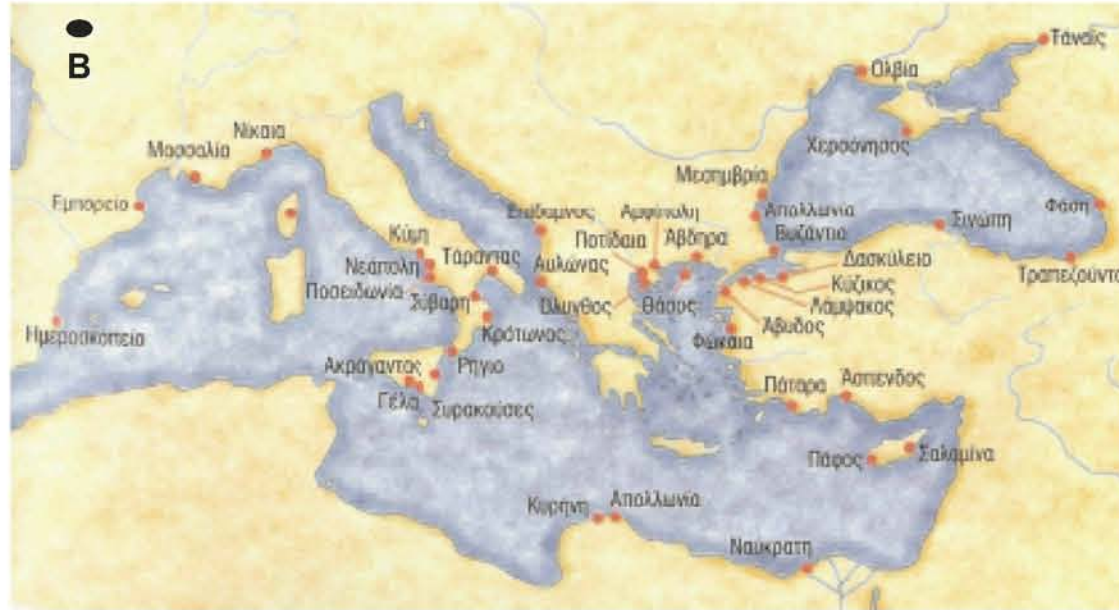 Β
Τάναϊς
Ολβία
Νίκαια
Μασσαλία
Χερσόνησος
Μεσημβρία
Εμπορείο
Επίδαμνος
Αμφίπολη
Απολλωνία
Σινώπη
Φάση
Κύμη
Ποτίδαια
Άβδηρα
Βυζάντιο
Νεάπολη
Τάραντας
Αυλώνας
Δασκύλειο
Τραπεζούντα
Ποσειδωνία
Σύβαρη
Όλυνθος
Θάσος
Κύζικος
Λάμψακος
Ημεροσκοπείο
Κρότωνας
Φώκαια
Άβυδος
Ακράγαντας
Ρήγιο
Γέλα
Συρακούσες
Πάταρα
Άσπενδος
Πάφος
Σαλαμίνα
Κυρήνη
Απολλωνία
Ναύκρατη